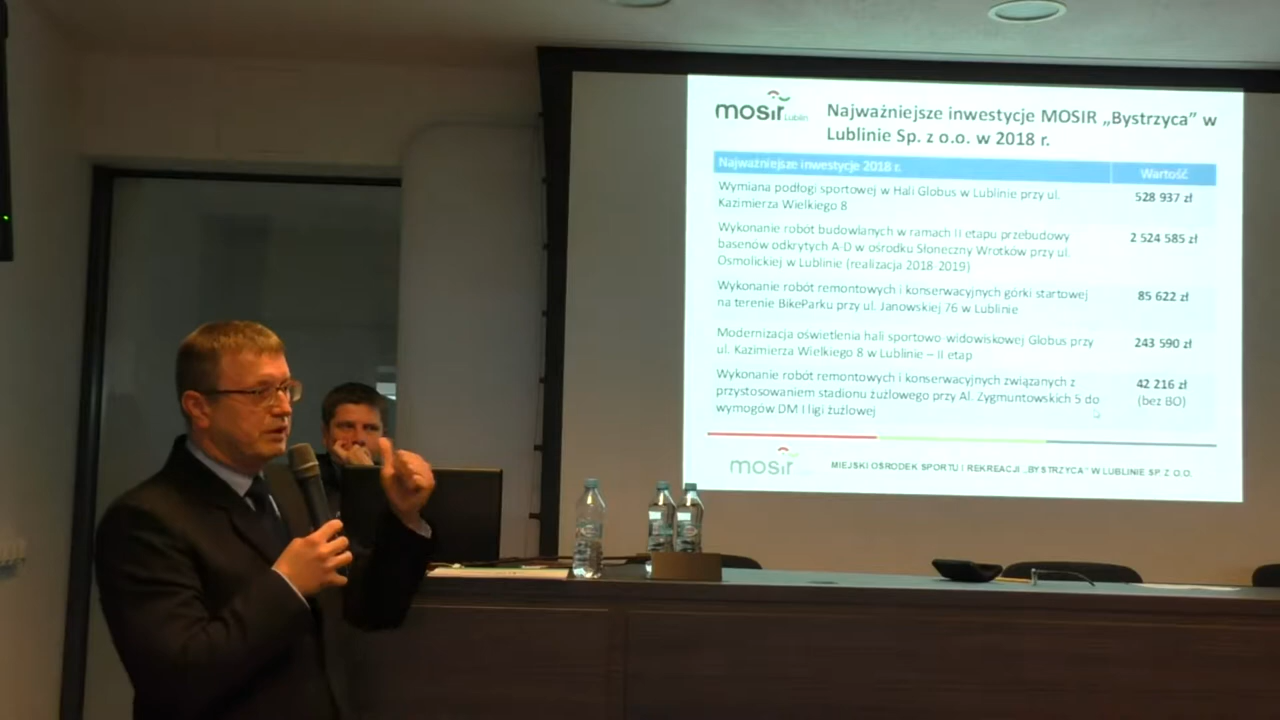 mosir Lublin
Najważniejsze inwestycje MOSIR „Bystrzyca” w
Lublinie Sp. z o.o. w 2018 r.
Najważniejsze inwestycje 2018 r.
Wartość
Wymiana podłogi sportowej w Hali Globus w Lublinie przy ul.
Kazimierza Wielkiego 8
528 937 zł
Wykonanie robót budowlanych w ramach II etapu przebudowy
basenów odkrytych A-D w ośrodku Słoneczny Wrotków przy ul.
Osmolickiej w Lublinie (realizacja 2018-2019)
2 524 585 zł
Wykonanie robót remontowych i konserwacyjnych górki startowej
na terenie BikeParku przy ul. Janowskiej 76 w Lublinie
85 622 zł
Modernizacja oświetlenia hali sportowo widowiskowej Globus przy
ul. Kazimierza Wielkiego 8 w Lublinie – II etap
243 590 zł
Wykonanie robót remontowych i konserwacyjnych związanych z
przystosowaniem stadionu żużlowego przy Al. Zygmuntowskich 5 do
wymogów DM I ligi żużlowej
42 216 zł
(bez BO)
mosir
MIEJSKI OŚRODEK SPORTU I REKREACJI „BYSTRZYCA” W LUBLINIE SP. Z O.O.